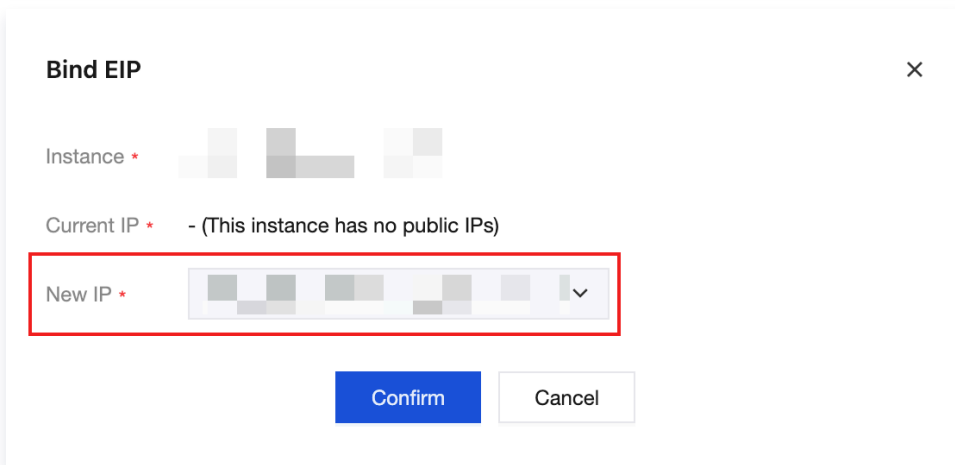 Bind EIP
Instance *
Current IP * - (This instance has no public IPs)
New IP *
Confirm Cancel